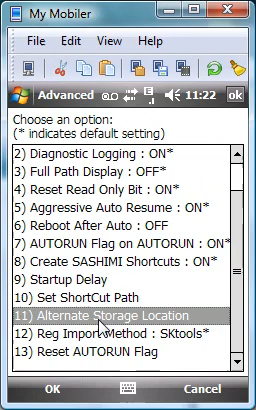 My Mobiler
File Edit View Help
Advanced E 11:22 ok
Choose an option:
(* indicates default setting)
2) Diagnostic Logging : ON*
3) Full Path Display : OFF*
4) Reset Read Only Bit : ON*
5) Aggressive Auto Resume : ON*
6) Reboot After Auto : OFF
7) AUTORUN Flag on AUTORUN : ON*
8) Create SASHIMI Shortcuts : ON*
9) Startup Delay
10) Set ShortCut Path
11) Alternate Storage Location
12) Reg Import Method : SKtools*
13) Reset AUTORUN Flag
OK Cancel